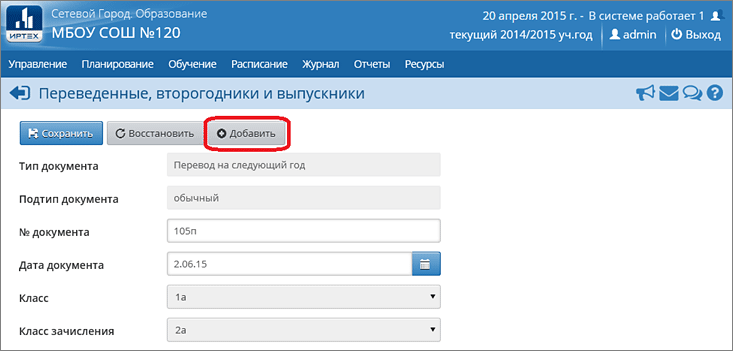 Сетевой Город. Образование
МБОУ СОШ №120
20 апреля 2015 г. - В системе работает 1
текущий 2014/2015 уч.год
admin
Выход
ИРТЕХ
Управление Планирование Обучение Расписание Журнал Отчеты Ресурсы
Переведенные, второгодники и выпускники
Сохранить Восстановить Добавить
Тип документа Перевод на следующий год
Подтип документа обычный
№ документа 105п
Дата документа 2.06.15
Класс 1а
Класс зачисления 2а